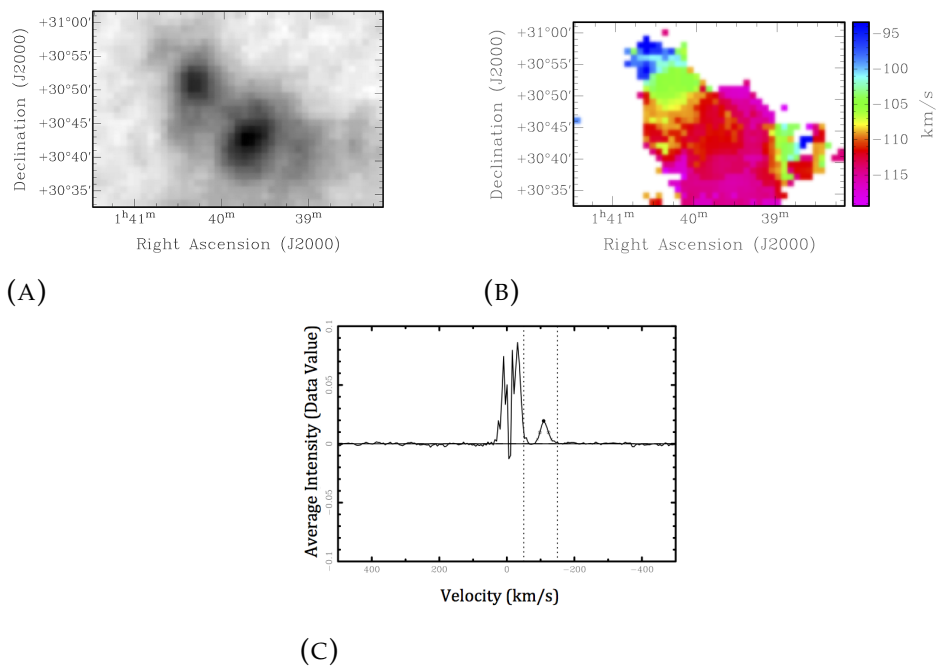 +31°00′
+30°55′
+30°50′
+30°45′
+30°40′
+30°35′
Declination (J2000)
1ʰ41ᵐ 40ᵐ 39ᵐ
Right Ascension (J2000)
(A)
+31°00′
+30°55′
+30°50′
+30°45′
+30°40′
+30°35′
Declination (J2000)
1ʰ41ᵐ 40ᵐ 39ᵐ
Right Ascension (J2000)
−95
−100
−105
−110
−115
km/s
(B)
0.1
0.05
0
−0.05
−0.1
Average Intensity (Data Value)
400 200 0 −200 −400
Velocity (km/s)
(C)